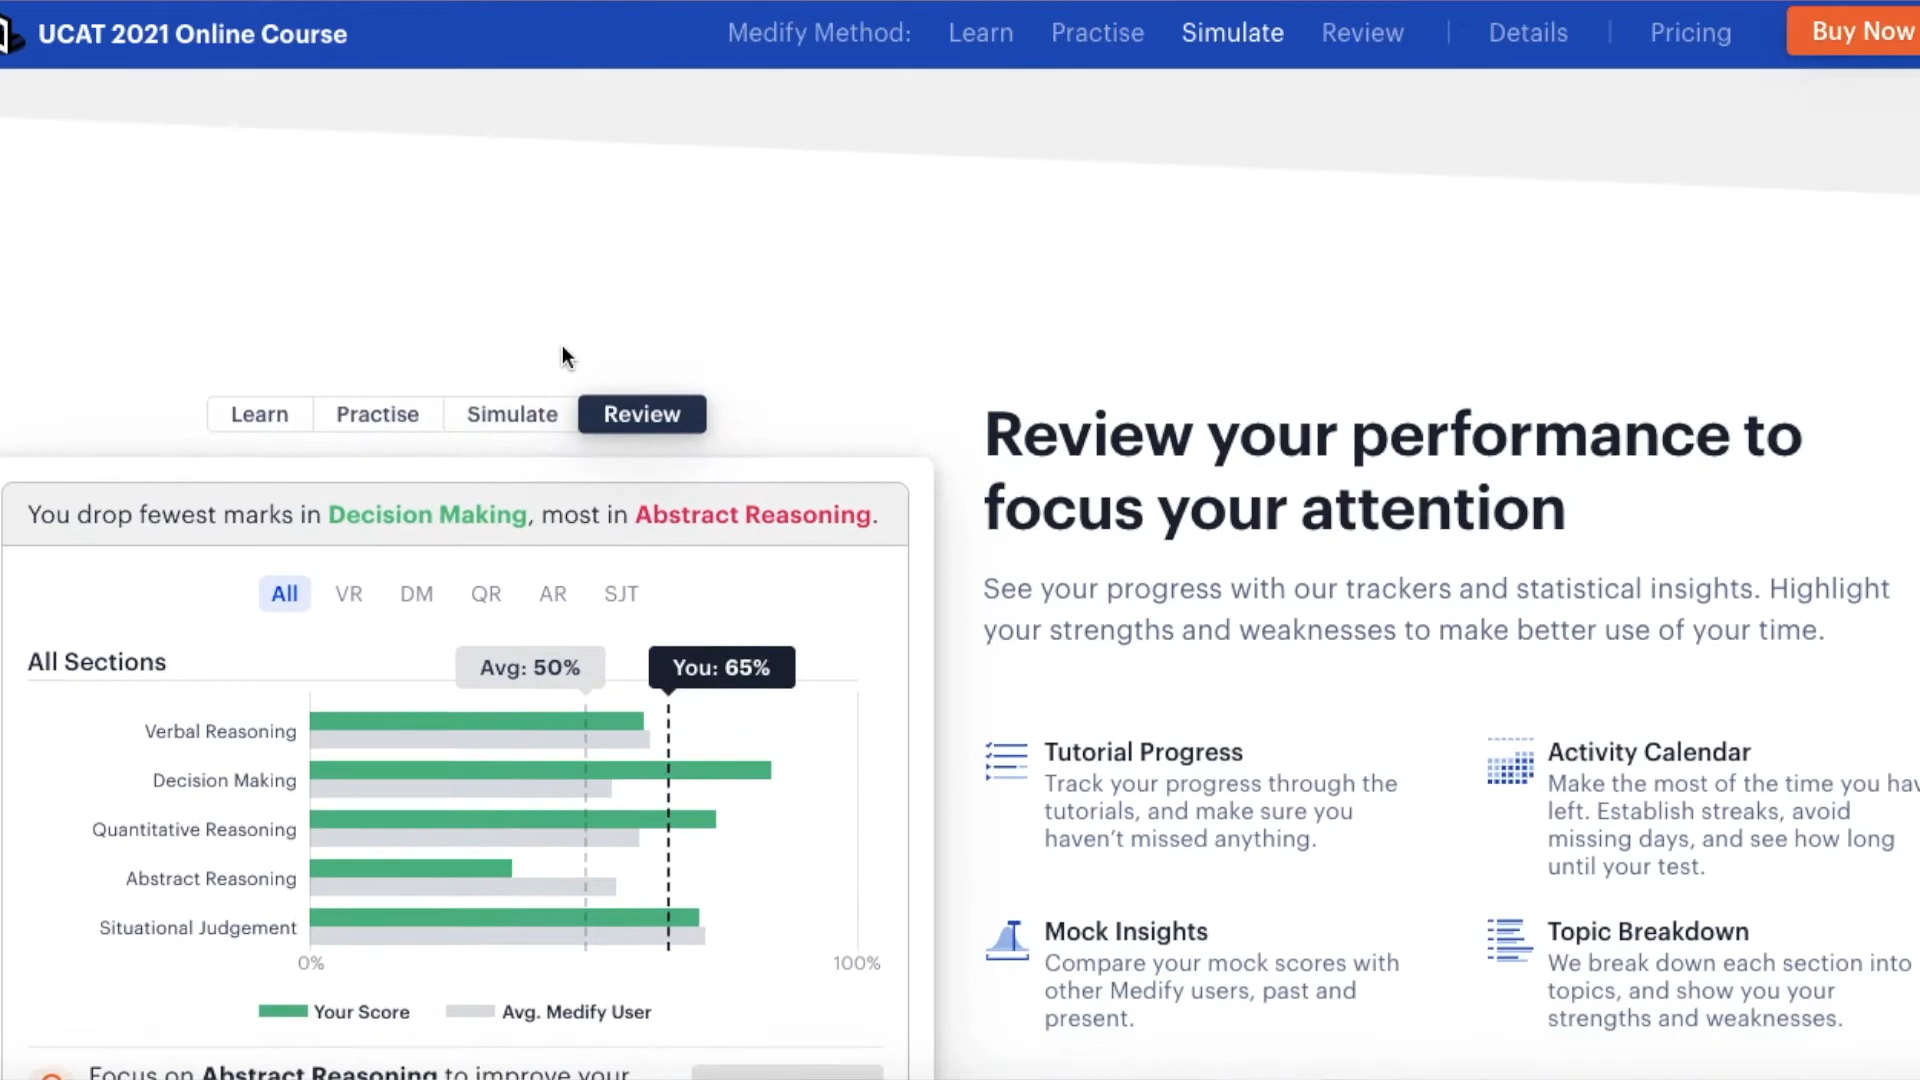 UCAT 2021 Online Course
Medify Method: Learn Practise Simulate Review | Details | Pricing Buy Now
Learn Practise Simulate Review
You drop fewest marks in Decision Making, most in Abstract Reasoning.
All VR DM QR AR SJT
All Sections
Avg: 50% You: 65%
Verbal Reasoning
Decision Making
Quantitative Reasoning
Abstract Reasoning
Situational Judgement
0% 100%
Your Score Avg. Medify User
Focus on Abstract Reasoning to improve your
Review your performance to
focus your attention
See your progress with our trackers and statistical insights. Highlight
your strengths and weaknesses to make better use of your time.
Tutorial Progress
Track your progress through the
tutorials, and make sure you
haven’t missed anything.
Activity Calendar
Make the most of the time you hav
left. Establish streaks, avoid
missing days, and see how long
until your test.
Mock Insights
Compare your mock scores with
other Medify users, past and
present.
Topic Breakdown
We break down each section into
topics, and show you your
strengths and weaknesses.